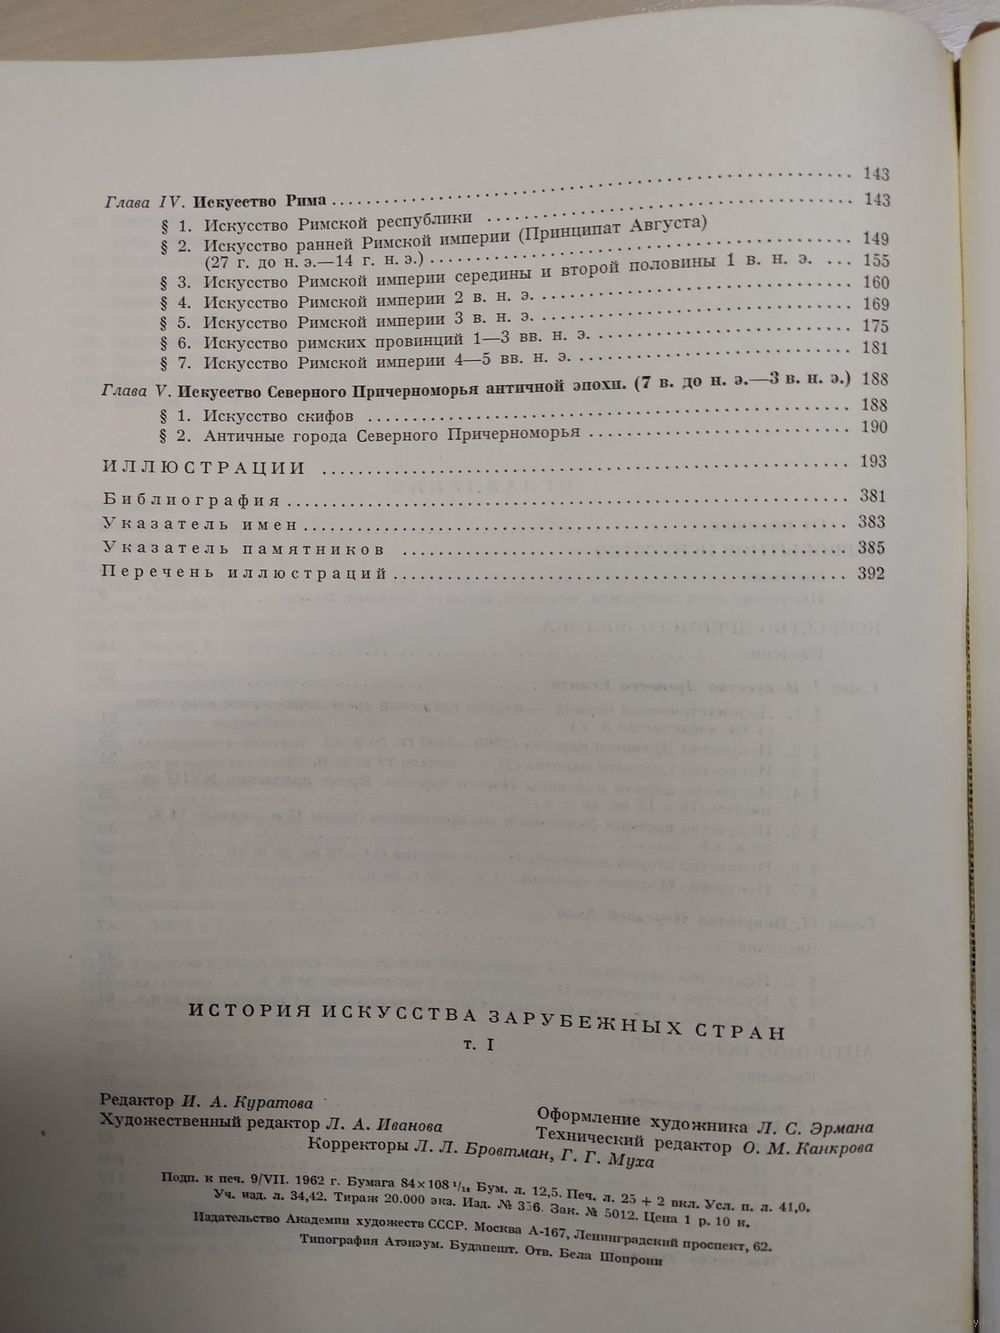 Глава IV. Искусство Рима ........ 143
§ 1. Искусство Римской республики ........ 143
§ 2. Искусство ранней Римской империи (Принципат Августа)
(27 г. до н. э.—14 г. н. э.) ........ 149
§ 3. Искусство Римской империи середины и второй половины 1 в. н. э. ... 155
§ 4. Искусство Римской империи 2 в. н. э. ........ 160
§ 5. Искусство Римской империи 3 в. н. э. ........ 169
§ 6. Искусство римских провинций 1—3 вв. н. э. ........ 175
§ 7. Искусство Римской империи 4—5 вв. н. э. ........ 181
Глава V. Искусство Северного Причерноморья античной эпохи. (7 в. до н. э.—3 в. н. э.) 188
§ 1. Искусство скифов ........ 188
§ 2. Античные города Северного Причерноморья ........ 190
ИЛЛЮСТРАЦИИ ........ 193
Библиография ........ 381
Указатель имен ........ 383
Указатель памятников ........ 385
Перечень иллюстраций ........ 392
ИСТОРИЯ ИСКУССТВА ЗАРУБЕЖНЫХ СТРАН
т. I
Редактор И. А. Куратова
Художественный редактор Л. А. Иванова
Оформление художника Л. С. Эрмана
Технический редактор О. М. Канкрова
Корректоры Л. Л. Бровтман, Г. Г. Муха
Подп. к печ. 9/VII. 1962 г. Бумага 84×108 1/16 Бум. л. 12,5. Печ. л. 25 + 2 вкл. Усл. п. л. 41,0.
Уч. изд. л. 34,42. Тираж 20.000 экз. Изд. № 356. Зак. № 5012. Цена 1 р. 10 к.
Издательство Академии художеств СССР. Москва А-167, Ленинградский проспект, 62.
Типография Атэнэум. Будапешт. Отв. Бела Шопрони